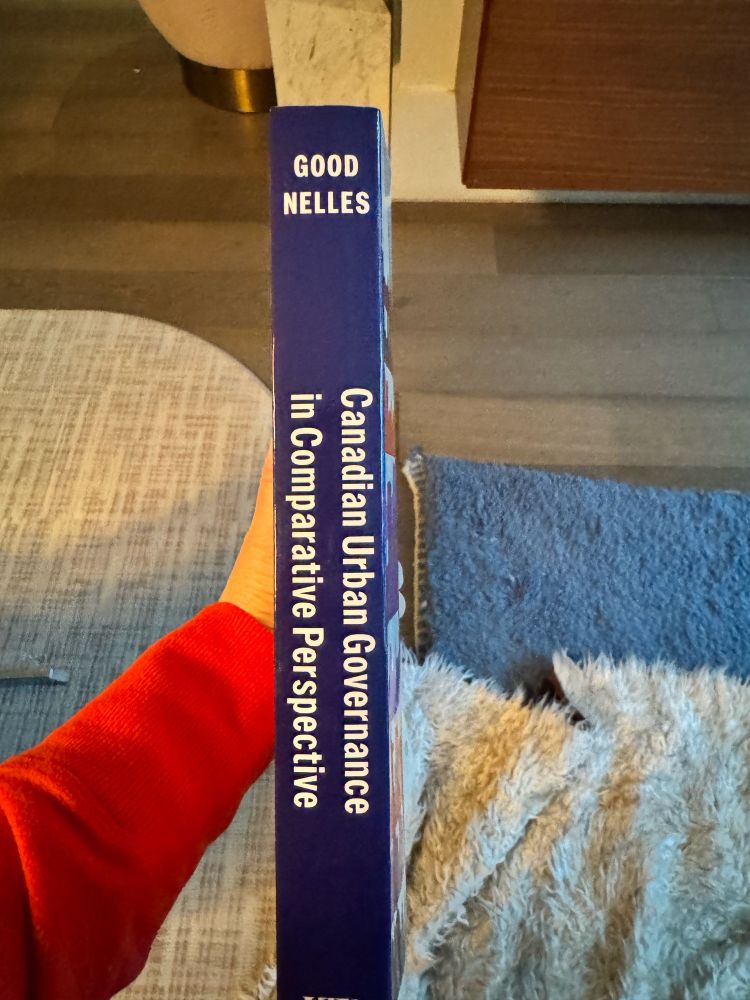 GOOD
NELLES
Canadian Urban Governance
in Comparative Perspective